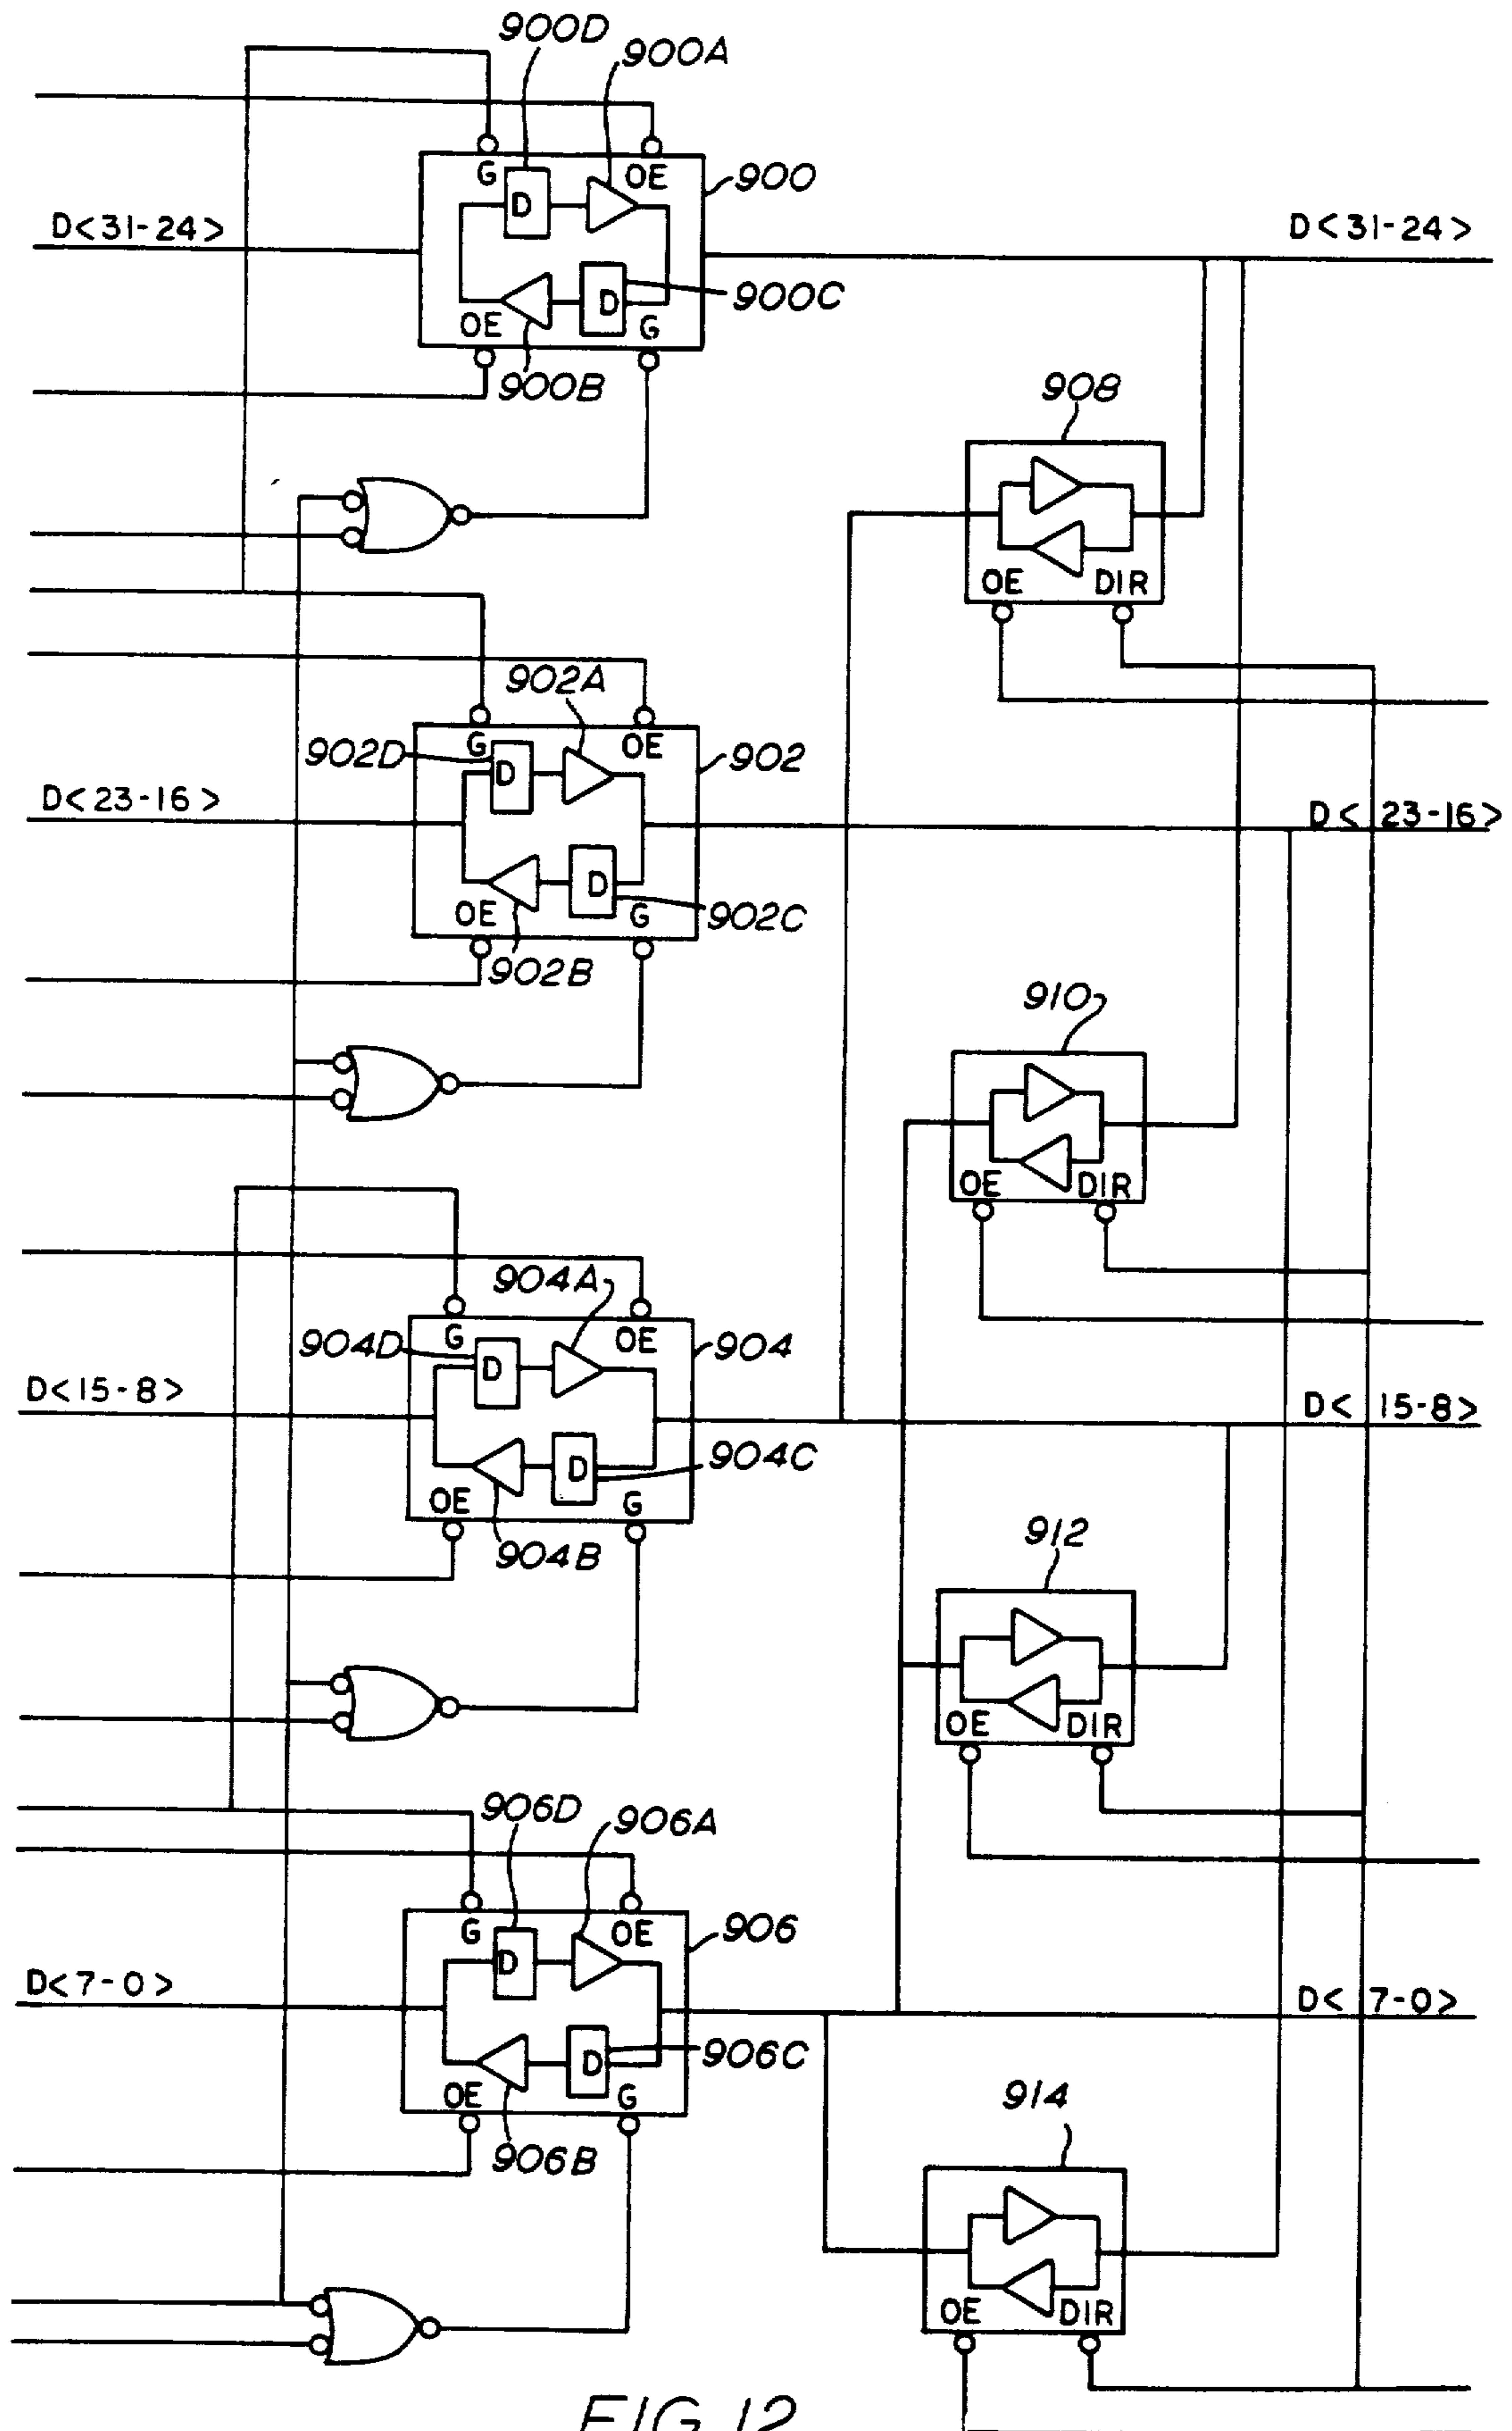 900D
900A
G
OE
900
D
D<31-24>
D<31-24>
D
900C
OE
G
900B
908
OE
DIR
902A
G
OE
902D
D
902
D<23-16>
D< 23-16>
D
OE
G
902C
902B
910
OE
DIR
904A
G
OE
904D
D
904
D<15-8>
D< 15-8>
D
904C
OE
G
904B
912
OE
DIR
906D
906A
G
OE
906
D
D<7-0>
D< 7-0>
D
906C
OE
G
906B
914
OE
DIR
FIG. 12